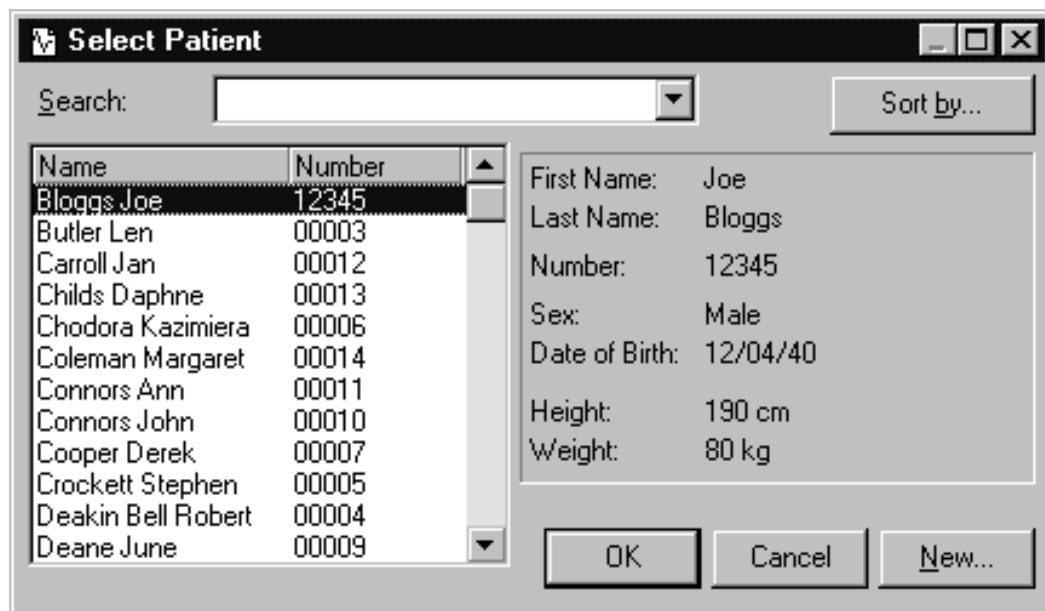 Select Patient
Search:
Sort by...
Name Number
Bloggs Joe 12345
Butler Len 00003
Carroll Jan 00012
Childs Daphne 00013
Chodora Kazimiera 00006
Coleman Margaret 00014
Connors Ann 00011
Connors John 00010
Cooper Derek 00007
Crockett Stephen 00005
Deakin Bell Robert 00004
Deane June 00009
First Name: Joe
Last Name: Bloggs
Number: 12345
Sex: Male
Date of Birth: 12/04/40
Height: 190 cm
Weight: 80 kg
OK Cancel New...